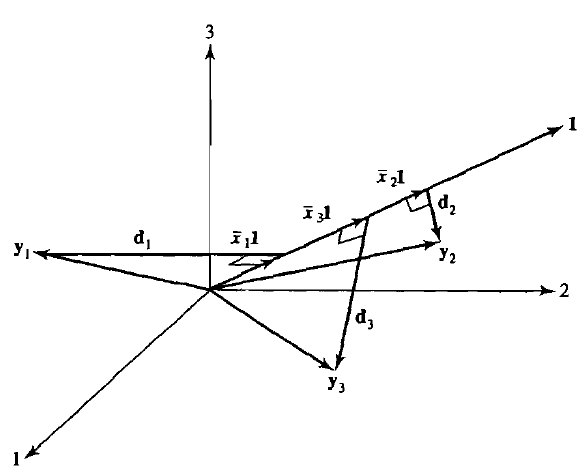 3
1
x̄₂1
x̄₃1
d₂
d₁
x̄₁1
y₁
y₂
2
d₃
y₃
1